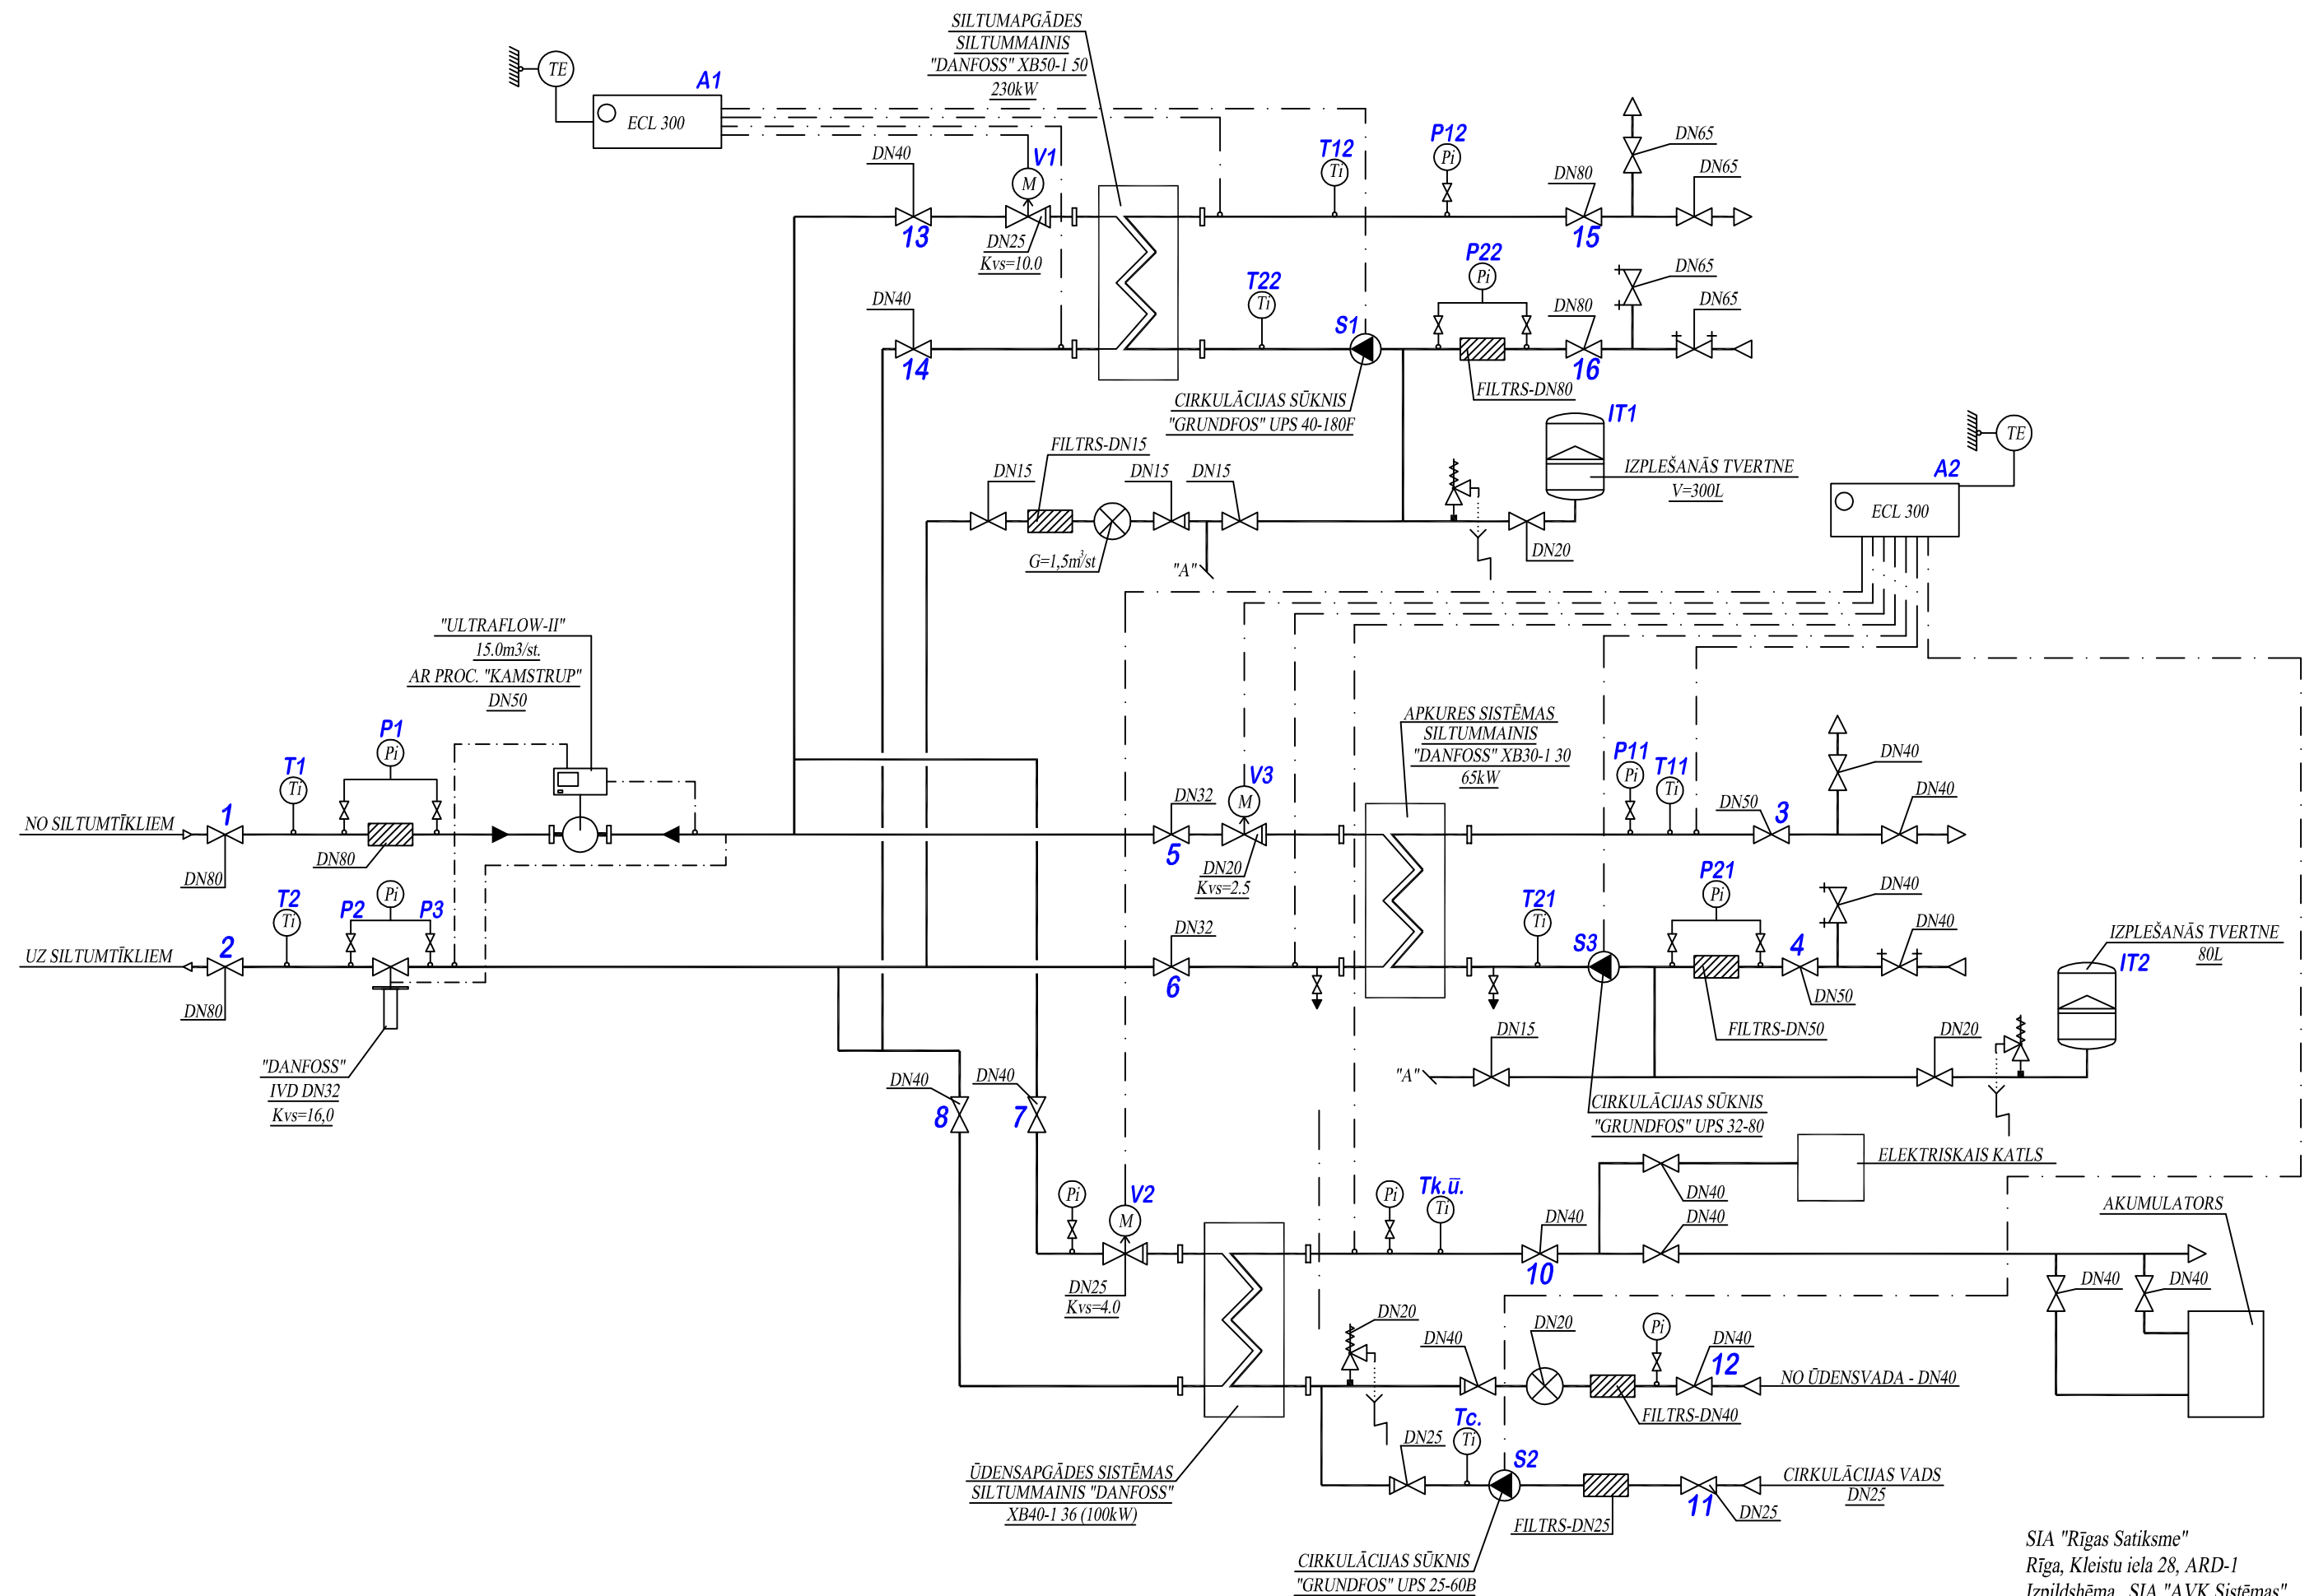 SILTUMAPGĀDES
SILTUMMAINIS
"DANFOSS" XB50-1 50
230kW
TE
A1
ECL 300
DN40
V1
M
13
DN25
Kvs=10.0
T12
Ti
P12
Pi
DN80
15
DN65
DN65
DN40
14
T22
Ti
S1
P22
Pi
DN80
16
DN65
DN65
FILTRS-DN80
CIRKULĀCIJAS SŪKNIS
"GRUNDFOS" UPS 40-180F
IT1
IZPLEŠANĀS TVERTNE
V=300L
FILTRS-DN15
DN15
DN15
DN15
G=1,5m³/st
"A"
DN20
TE
A2
ECL 300
"ULTRAFLOW-II"
15.0m3/st.
AR PROC. "KAMSTRUP"
DN50
P1
Pi
T1
Ti
NO SILTUMTĪKLIEM
1
DN80
DN80
T2
Ti
P2
Pi
P3
UZ SILTUMTĪKLIEM
2
DN80
"DANFOSS"
IVD DN32
Kvs=16,0
APKURES SISTĒMAS
SILTUMMAINIS
"DANFOSS" XB30-1 30
65kW
V3
M
DN32
5
DN20
Kvs=2.5
DN32
6
P11
Pi
T11
Ti
DN50
3
DN40
DN40
T21
Ti
S3
P21
Pi
4
DN50
DN40
DN40
FILTRS-DN50
IZPLEŠANĀS TVERTNE
80L
IT2
DN15
"A"
DN20
CIRKULĀCIJAS SŪKNIS
"GRUNDFOS" UPS 32-80
DN40
8
DN40
7
Pi
V2
M
DN25
Kvs=4.0
Pi
Tk.ū.
Ti
DN40
10
ELEKTRISKAIS KATLS
DN40
DN40
AKUMULATORS
DN40
DN40
DN20
DN40
DN20
Pi
DN40
12
NO ŪDENSVADA - DN40
FILTRS-DN40
DN25
Tc.
Ti
S2
FILTRS-DN25
11
DN25
CIRKULĀCIJAS VADS
DN25
ŪDENSAPGĀDES SISTĒMAS
SILTUMMAINIS "DANFOSS"
XB40-1 36 (100kW)
CIRKULĀCIJAS SŪKNIS
"GRUNDFOS" UPS 25-60B
SIA "Rīgas Satiksme"
Rīga, Kleistu iela 28, ARD-1
Izpildshēma, SIA "AVK Sistēmas"